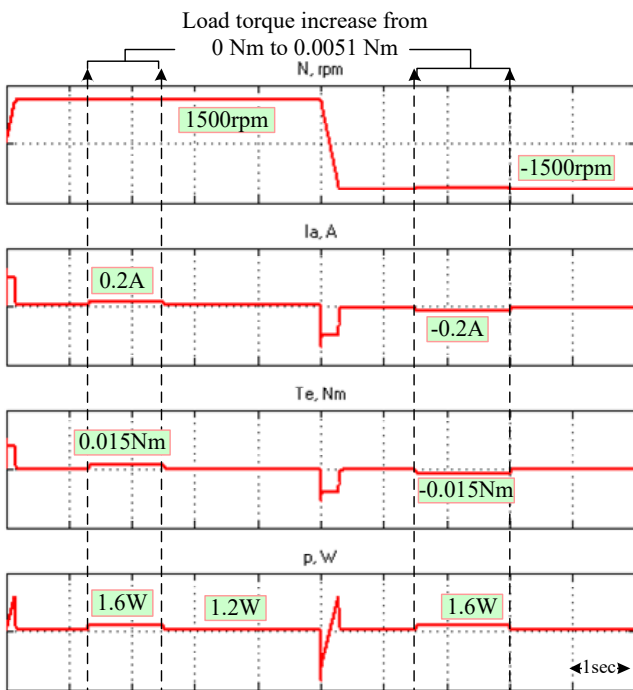 Load torque increase from
0 Nm to 0.0051 Nm
N, rpm
1500rpm
-1500rpm
Ia, A
0.2A
-0.2A
Te, Nm
0.015Nm
-0.015Nm
p, W
1.6W
1.2W
1.6W
1sec